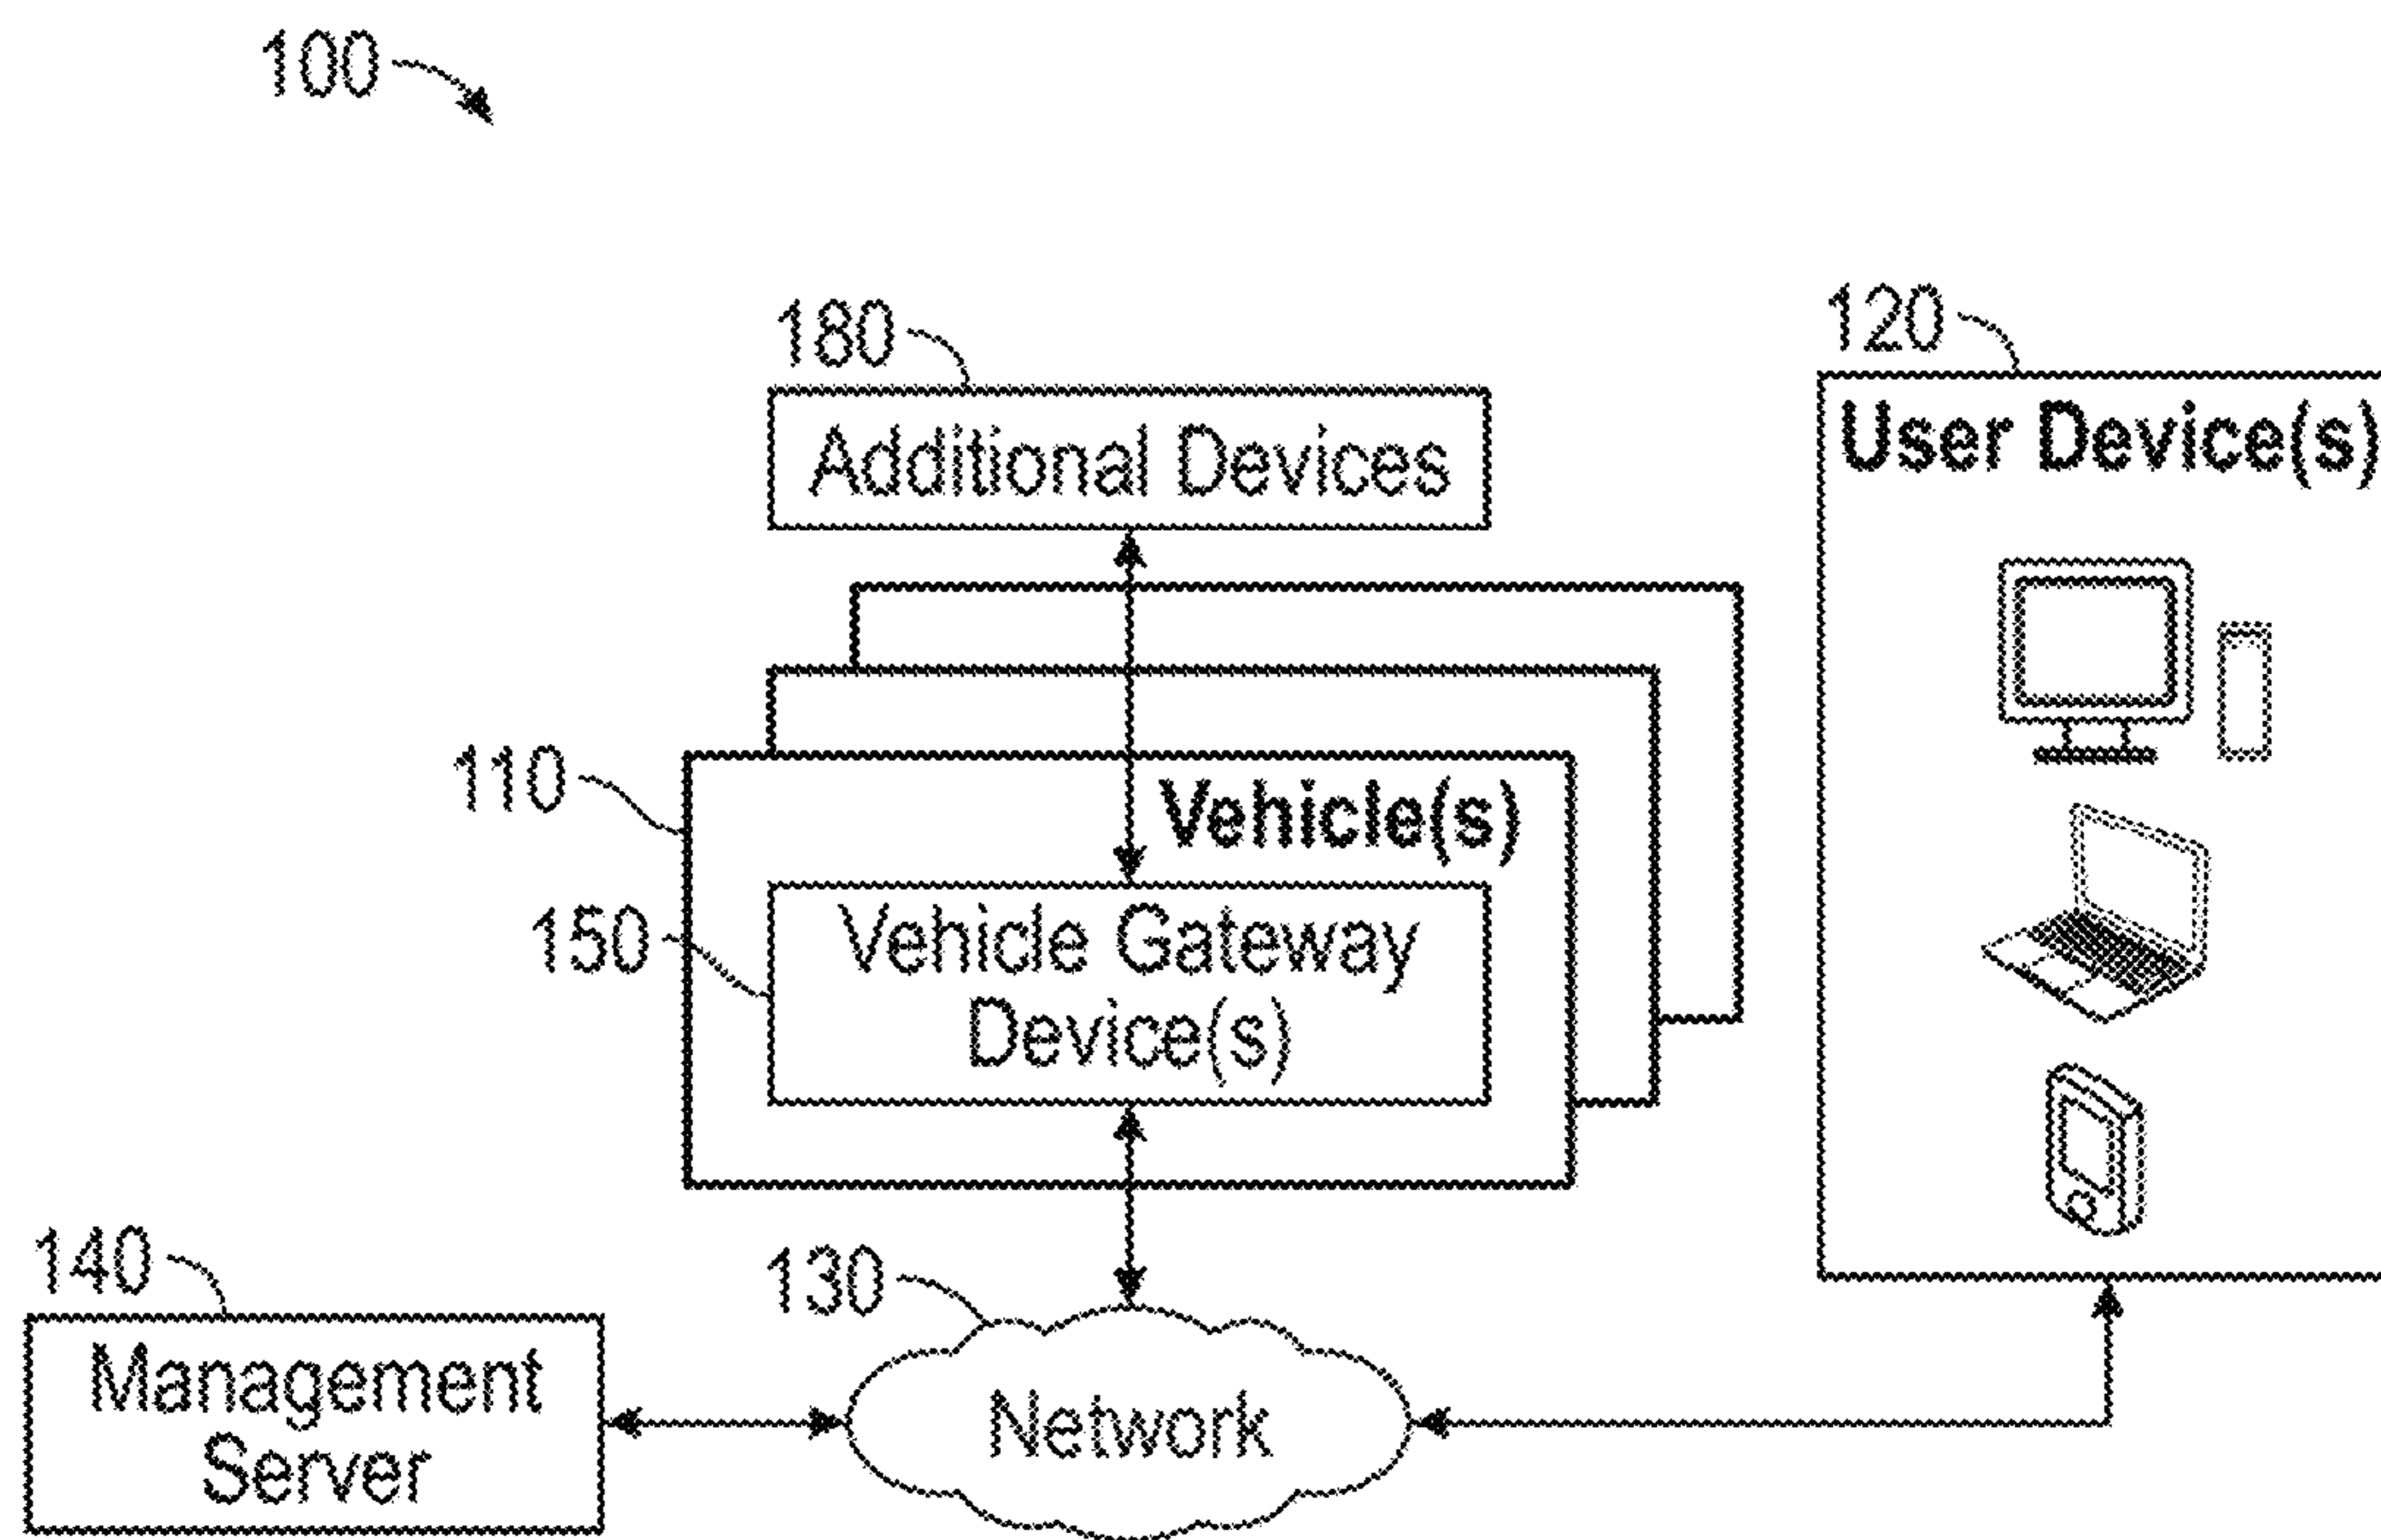 100
180
Additional Devices
120
User Device(s)
110
Vehicle(s)
150
Vehicle Gateway
Device(s)
140
Management
Server
130
Network